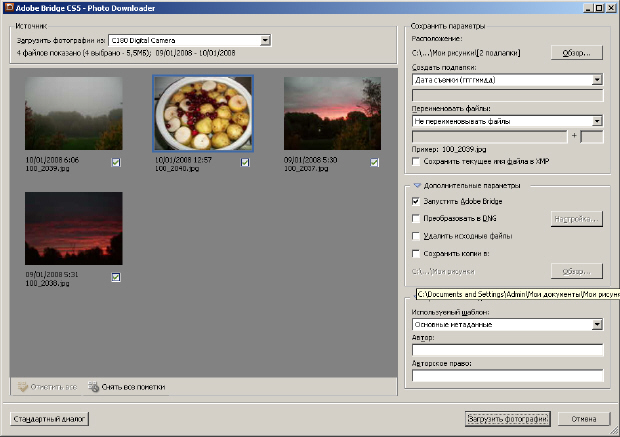 Adobe Bridge CS5 - Photo Downloader
Источник
Загрузить фотографии из: C180 Digital Camera
4 файлов показано (4 выбрано - 5,5МБ); 09/01/2008 - 10/01/2008
10/01/2008 6:06
100_2039.jpg
10/01/2008 12:57
100_2040.jpg
09/01/2008 5:30
100_2037.jpg
09/01/2008 5:31
100_2038.jpg
Отметить все
Снять все пометки
Сохранить параметры
Расположение:
C:\...\Мои рисунки\[2 подпапки]
Обзор...
Создать подпапки:
Дата съемки (ггггммдд)
Переименовать файлы:
Не переименовывать файлы
+
Пример: 100_2039.jpg
Сохранить текущее имя файла в XMP
Дополнительные параметры
Запустить Adobe Bridge
Преобразовать в DNG
Настройка...
Удалить исходные файлы
Сохранить копии в:
C:\...\Мои рисунки
Обзор...
C:\Documents and Settings\Admin\Мои документы\Мои рисунк
Используемый шаблон:
Основные метаданные
Автор:
Авторское право:
Стандартный диалог
Загрузить фотографии
Отмена